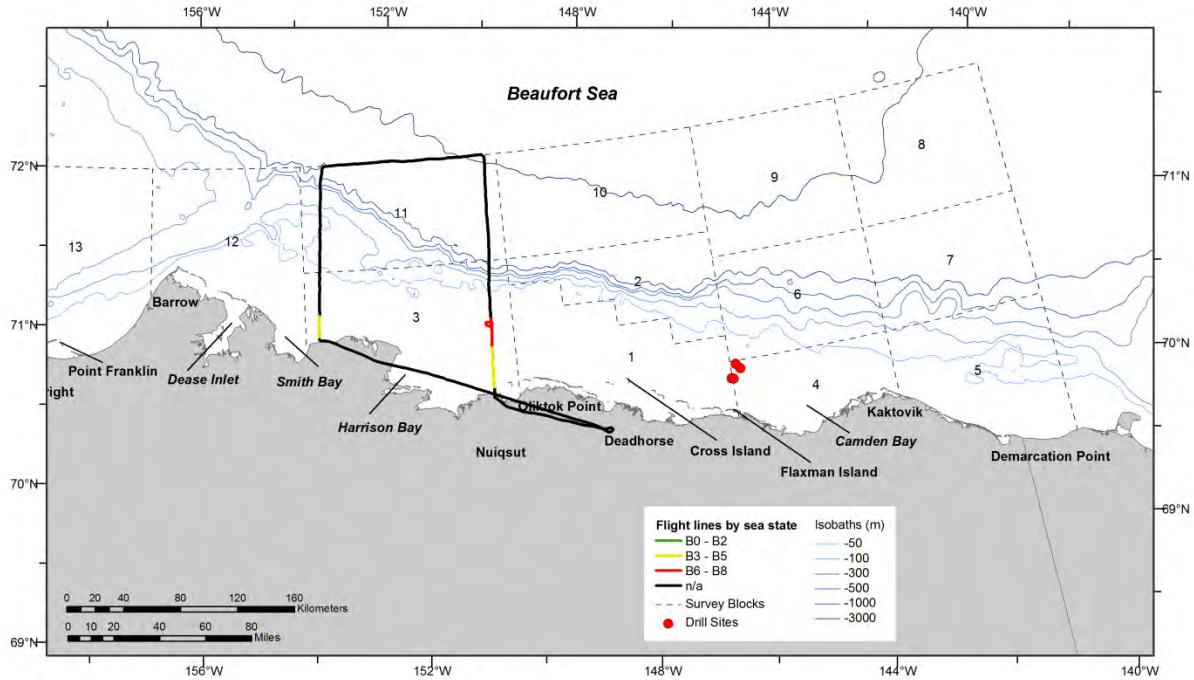 156°W 152°W 148°W 144°W 140°W
Beaufort Sea
72°N
71°N
8
9
10
11
12
13
7
2
6
3
Barrow
71°N
Point Franklin
right
Dease Inlet
Smith Bay
1
4
5
Harrison Bay
Oliktok Point
Kaktovik
Deadhorse
Camden Bay
Nuiqsut
Cross Island
Flaxman Island
Demarcation Point
70°N
69°N
Flight lines by sea state
B0 - B2
B3 - B5
B6 - B8
n/a
Survey Blocks
Drill Sites
Isobaths (m)
-50
-100
-300
-500
-1000
-3000
0 20 40 80 120 160
Kilometers
0 10 20 40 60 80
Miles
69°N
156°W 152°W 148°W 144°W 140°W
70°N